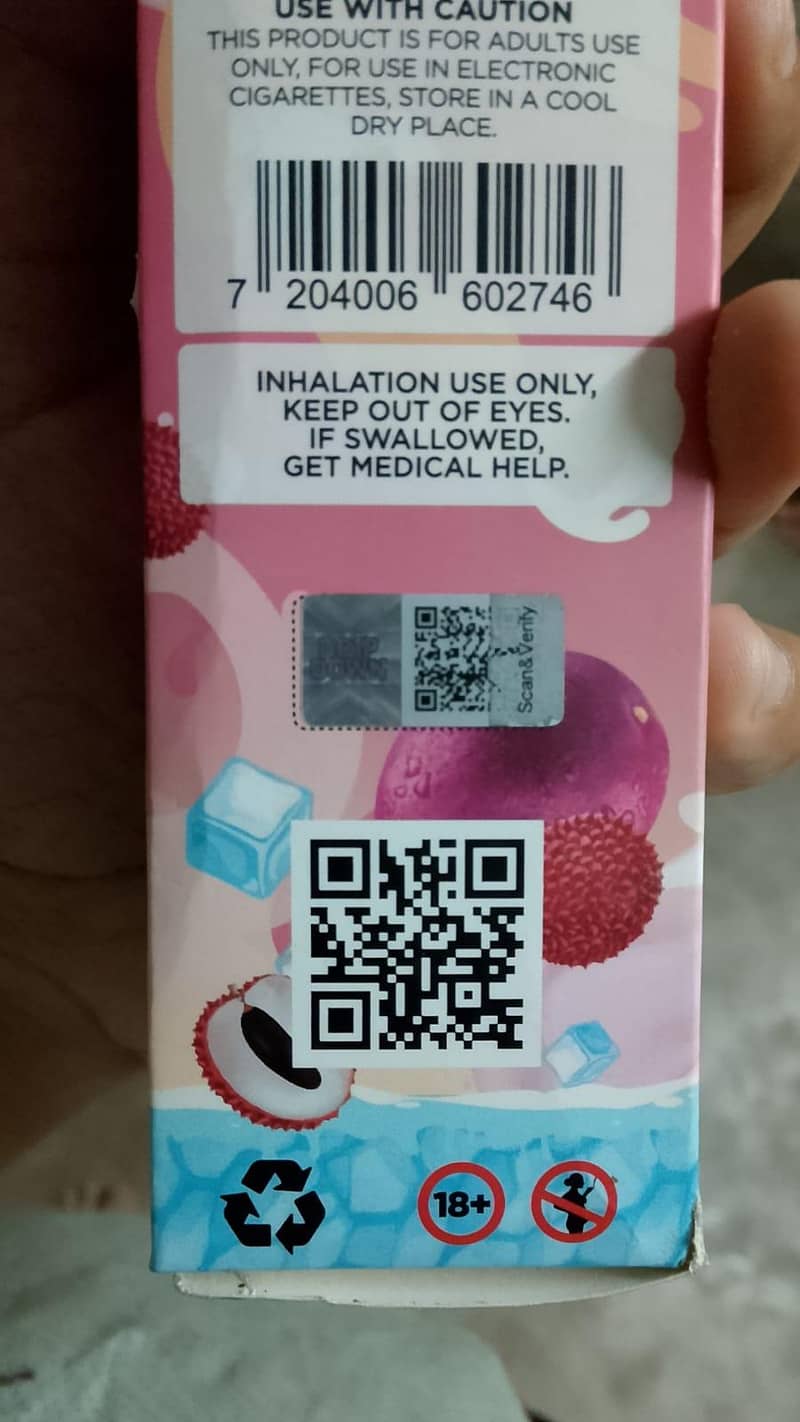 USE WITH CAUTION
THIS PRODUCT IS FOR ADULTS USE
ONLY, FOR USE IN ELECTRONIC
CIGARETTES, STORE IN A COOL
DRY PLACE.
7 204006 602746
INHALATION USE ONLY,
KEEP OUT OF EYES.
IF SWALLOWED,
GET MEDICAL HELP.
DRIP
DOWN
Scan&Verify
18+